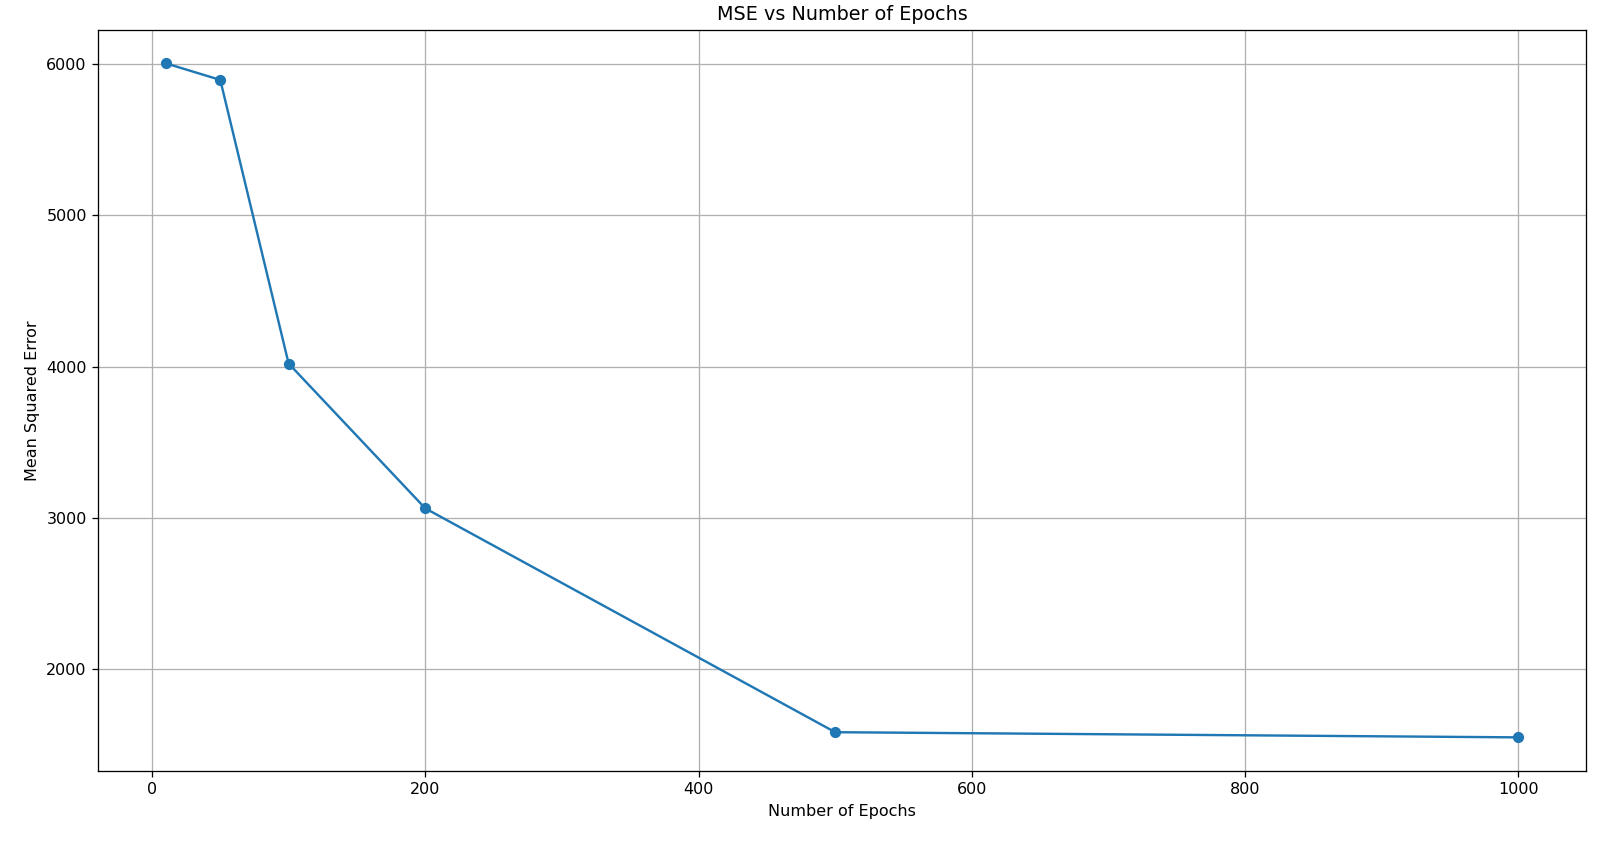 MSE vs Number of Epochs
6000
5000
4000
3000
2000
Mean Squared Error
0 200 400 600 800 1000
Number of Epochs